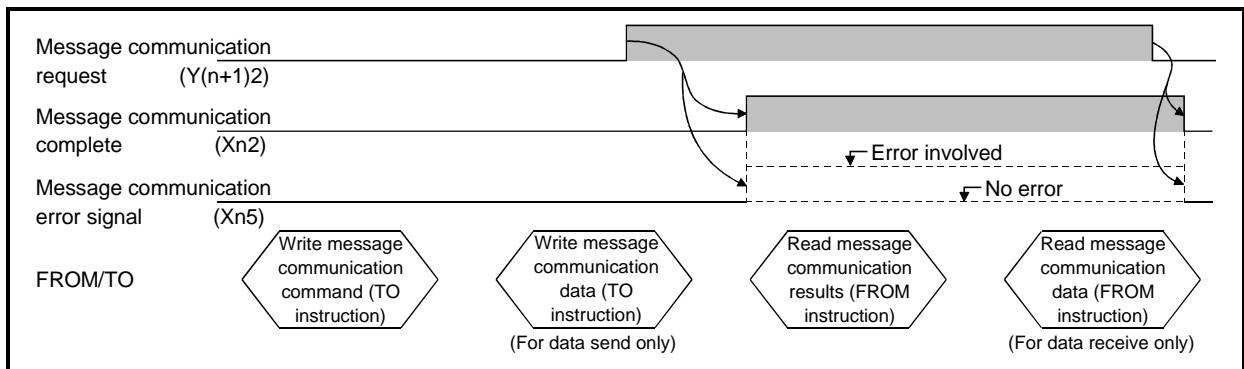 Message communication
request (Y(n+1)2)
Message communication
complete (Xn2)
Error involved
Message communication
error signal (Xn5)
No error
FROM/TO
Write message
communication
command (TO
instruction)
Write message
communication
data (TO
instruction)
(For data send only)
Read message
communication
results (FROM
instruction)
Read message
communication
data (FROM
instruction)
(For data receive only)